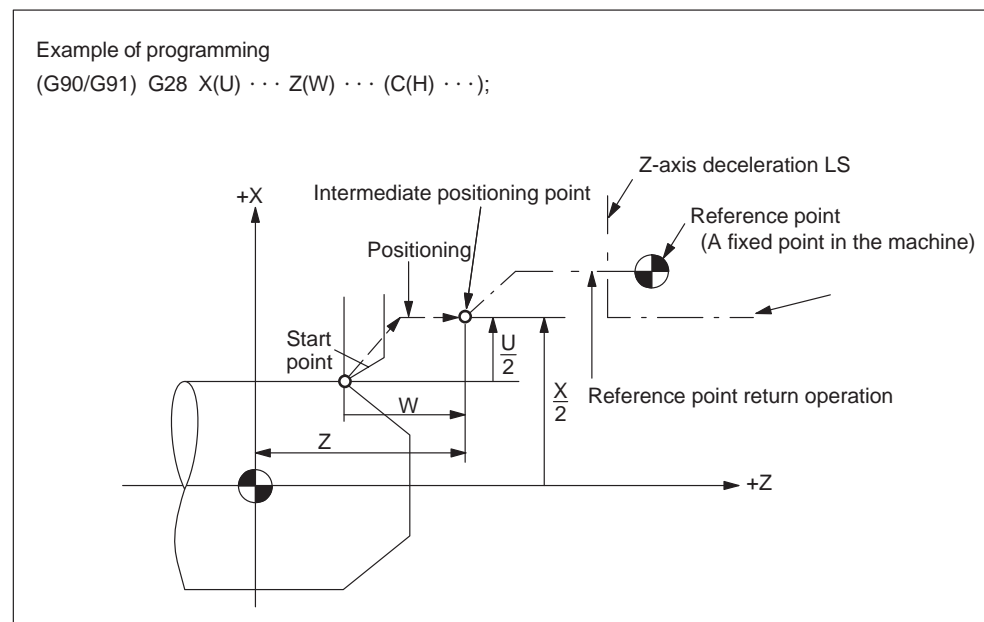 Example of programming
(G90/G91) G28 X(U) ··· Z(W) ··· (C(H) ···);
Z-axis deceleration LS
Intermediate positioning point
+X
Reference point
(A fixed point in the machine)
Positioning
Start
point
U
2
X
2
Reference point return operation
W
Z
+Z